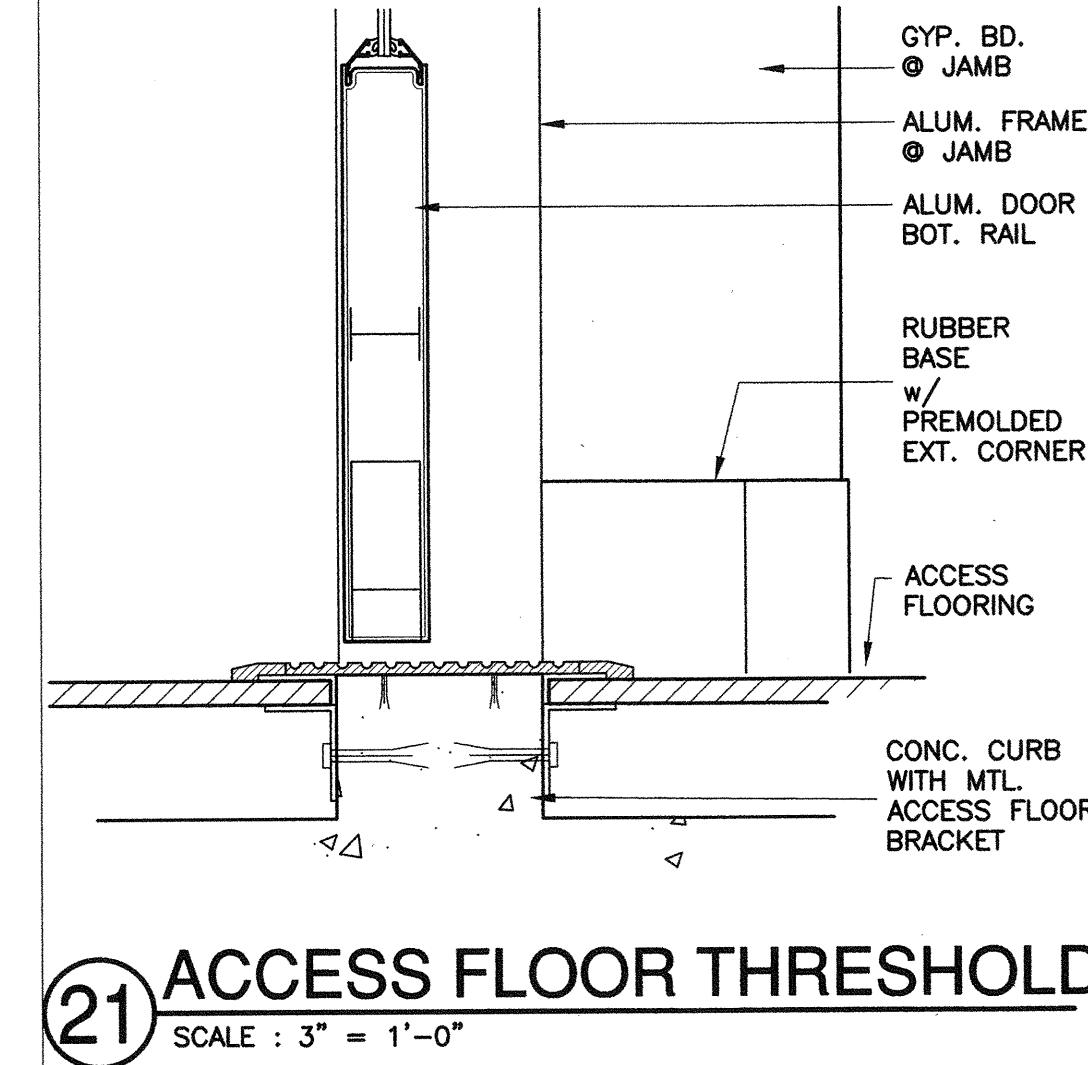 GYP. BD.
@ JAMB
ALUM. FRAME
@ JAMB
ALUM. DOOR
BOT. RAIL
RUBBER
BASE
w/
PREMOLDED
EXT. CORNER
ACCESS
FLOORING
CONC. CURB
WITH MTL.
ACCESS FLOOR
BRACKET
21 ACCESS FLOOR THRESHOLD
SCALE : 3" = 1'-0"